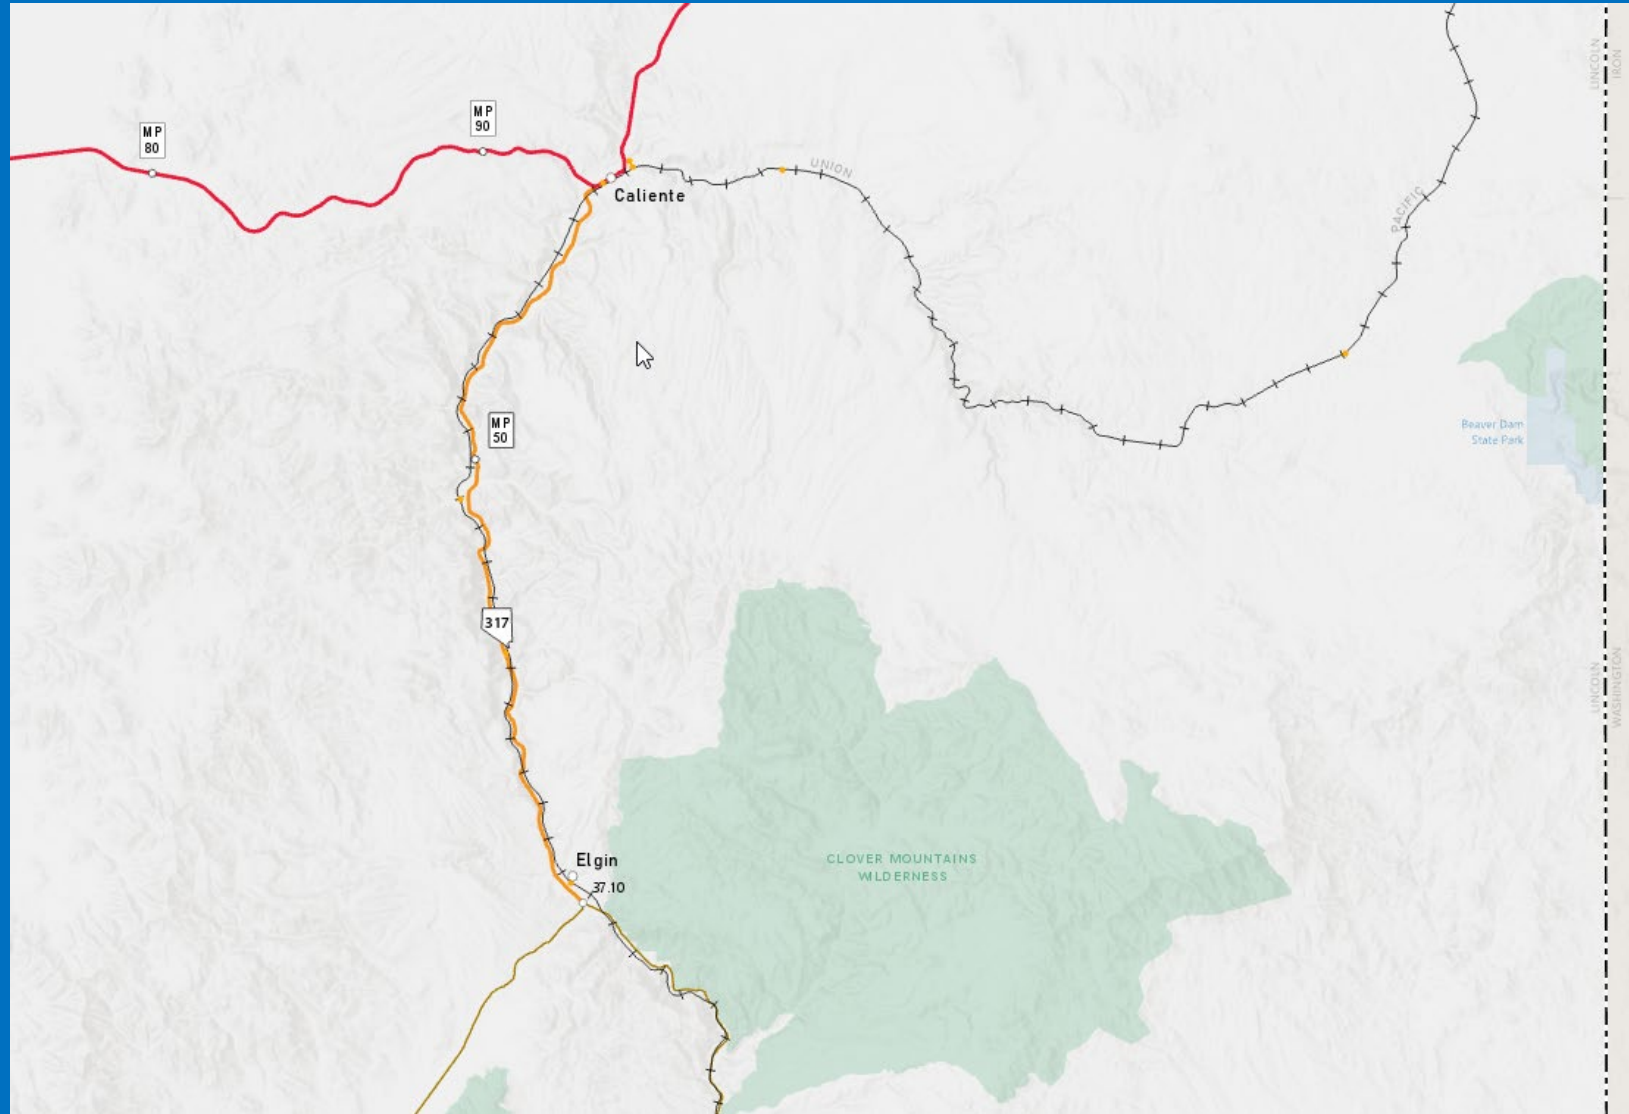 LINCOLN
IRON
MP
90
MP
80
UNION
Caliente
PACIFIC
MP
50
Beaver Dam
State Park
317
LINCOLN
WASHINGTON
Elgin
37.10
CLOVER MOUNTAINS
WILDERNESS